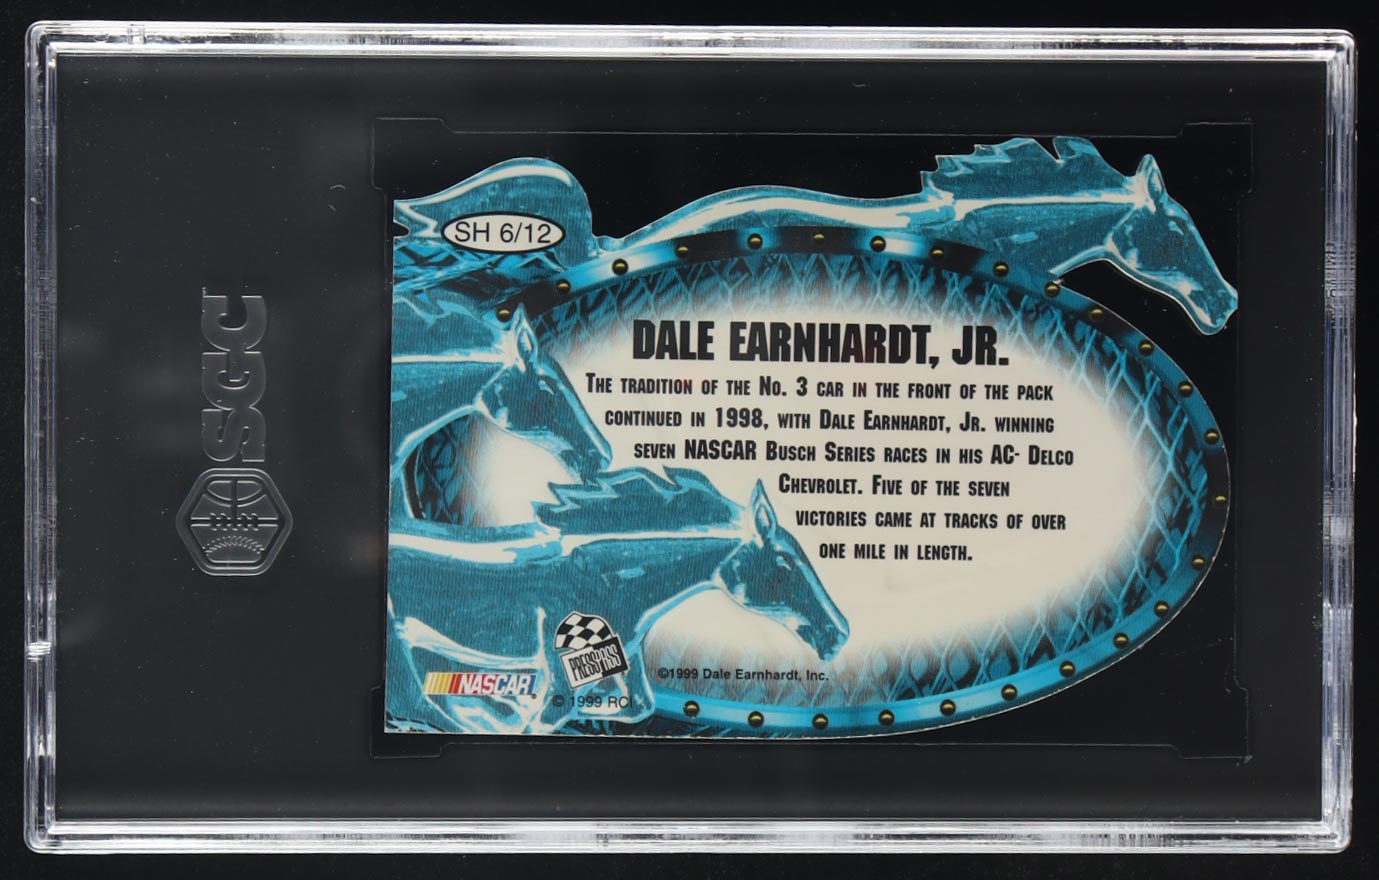 SGC
SH 6/12
DALE EARNHARDT, JR.
THE TRADITION OF THE NO. 3 CAR IN THE FRONT OF THE PACK
CONTINUED IN 1998, WITH DALE EARNHARDT, JR. WINNING
SEVEN NASCAR BUSCH SERIES RACES IN HIS AC- DELCO
CHEVROLET. FIVE OF THE SEVEN
VICTORIES CAME AT TRACKS OF OVER
ONE MILE IN LENGTH.
PRESS PASS
©1999 Dale Earnhardt, Inc.
NASCAR
© 1999 RCI